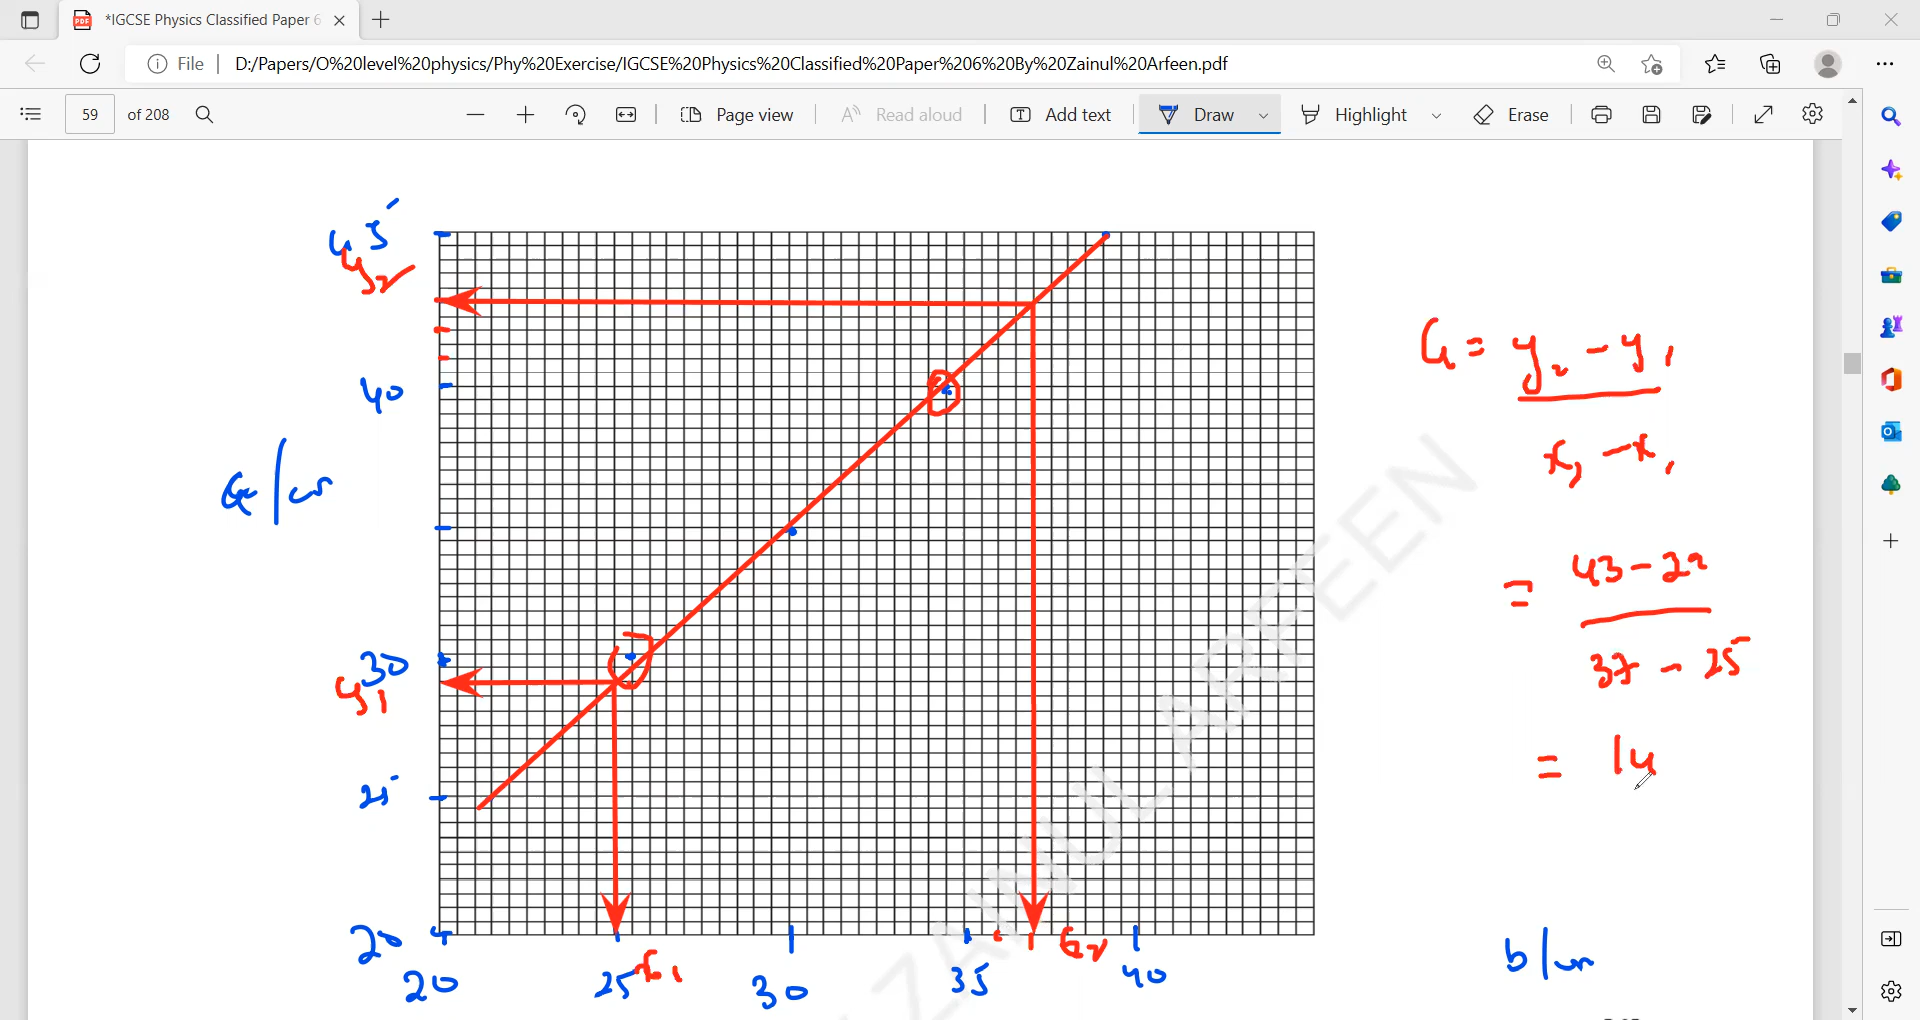 *IGCSE Physics Classified Paper 6
File D:/Papers/O%20level%20physics/Phy%20Exercise/IGCSE%20Physics%20Classified%20Paper%206%20By%20Zainul%20Arfeen.pdf
59 of 208 Page view Read aloud Add text Draw Highlight Erase
45
y2
G = y2 - y1
40
x2 - x1
a/cm
= 43 - 29
30
y1
37 - 25
= 14
25
20
x1 x2
20 25 30 35 40
b/cm
ZAINUL ARFEEN